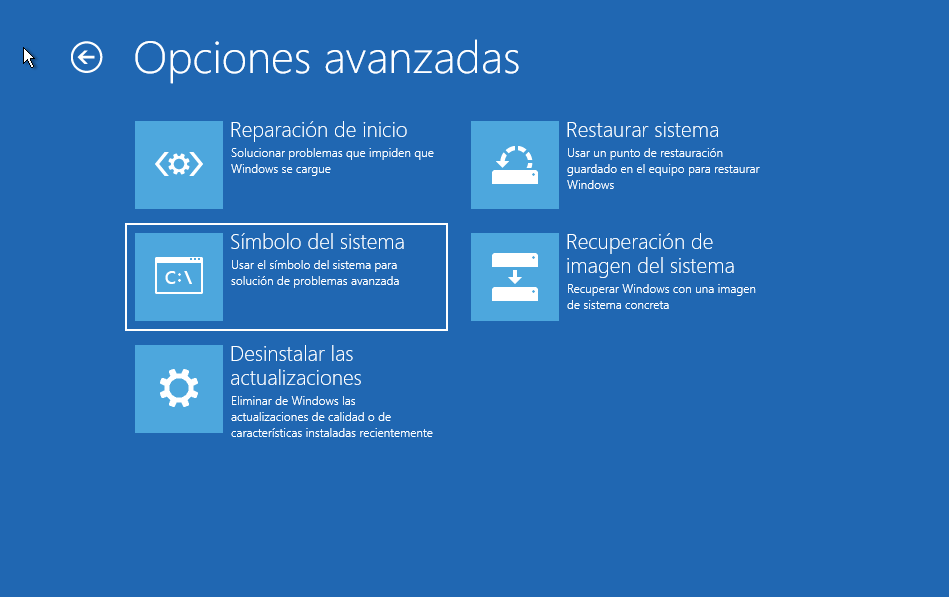 Opciones avanzadas
Reparación de inicio
Solucionar problemas que impiden que
Windows se cargue
Restaurar sistema
Usar un punto de restauración
guardado en el equipo para restaurar
Windows
C:\
Símbolo del sistema
Usar el símbolo del sistema para
solución de problemas avanzada
Recuperación de
imagen del sistema
Recuperar Windows con una imagen
de sistema concreta
Desinstalar las
actualizaciones
Eliminar de Windows las
actualizaciones de calidad o de
características instaladas recientemente